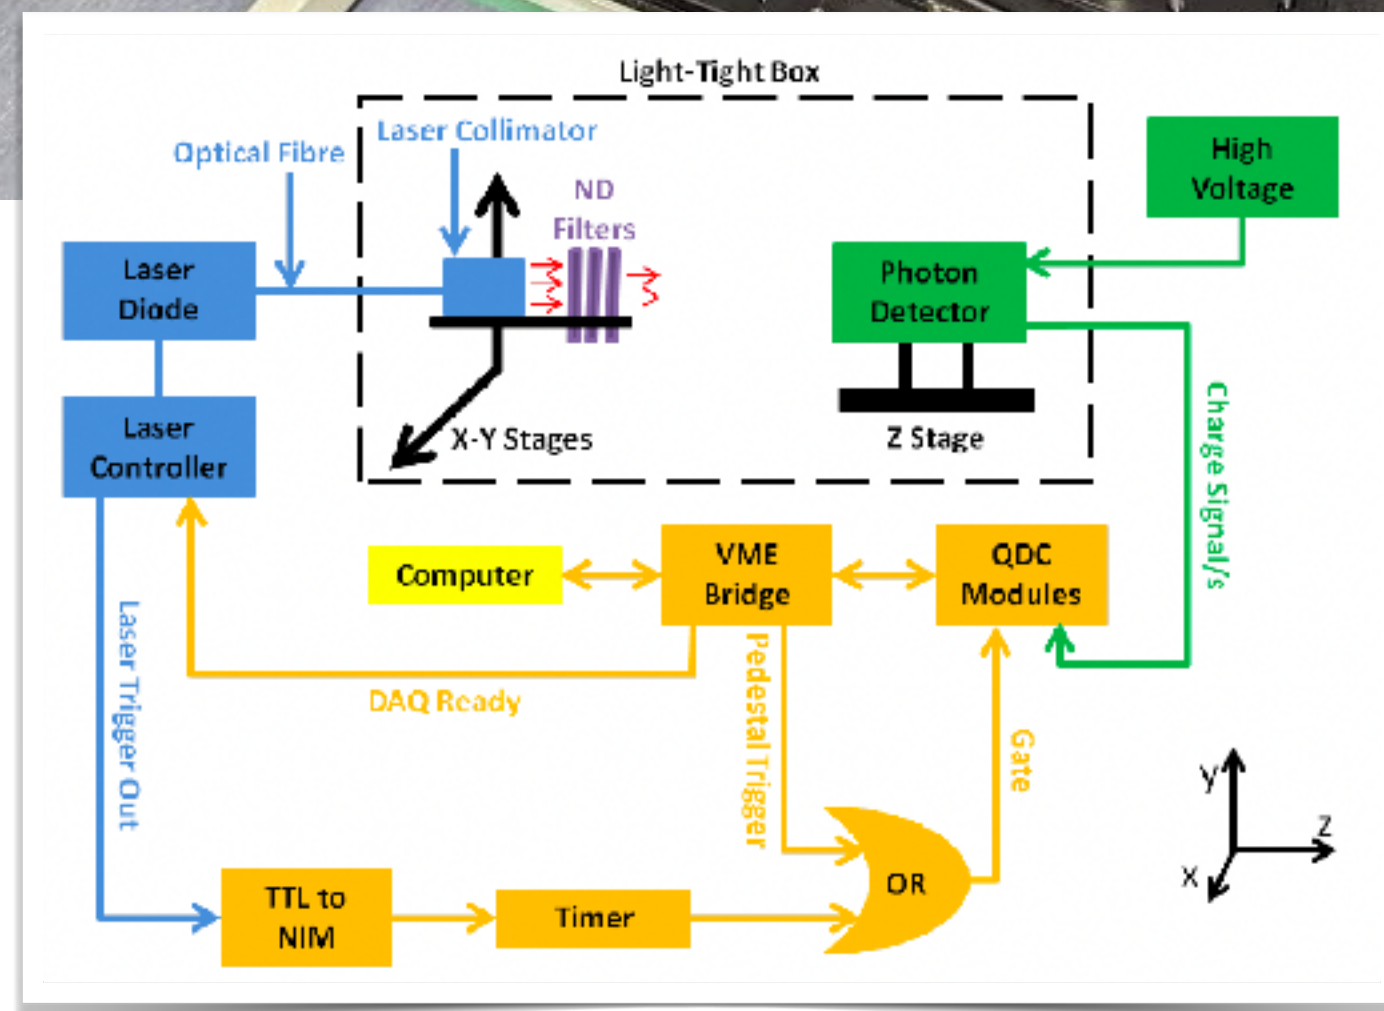 Light-Tight Box
Laser Collimator
Optical Fibre
High
Voltage
ND
Filters
Laser
Diode
Photon
Detector
Laser
Controller
X-Y Stages
Z Stage
Charge Signal/s
Computer
VME
Bridge
QDC
Modules
DAQ Ready
Laser Trigger Out
Pedestal Trigger
Gate
y
z
x
TTL to
NIM
Timer
OR